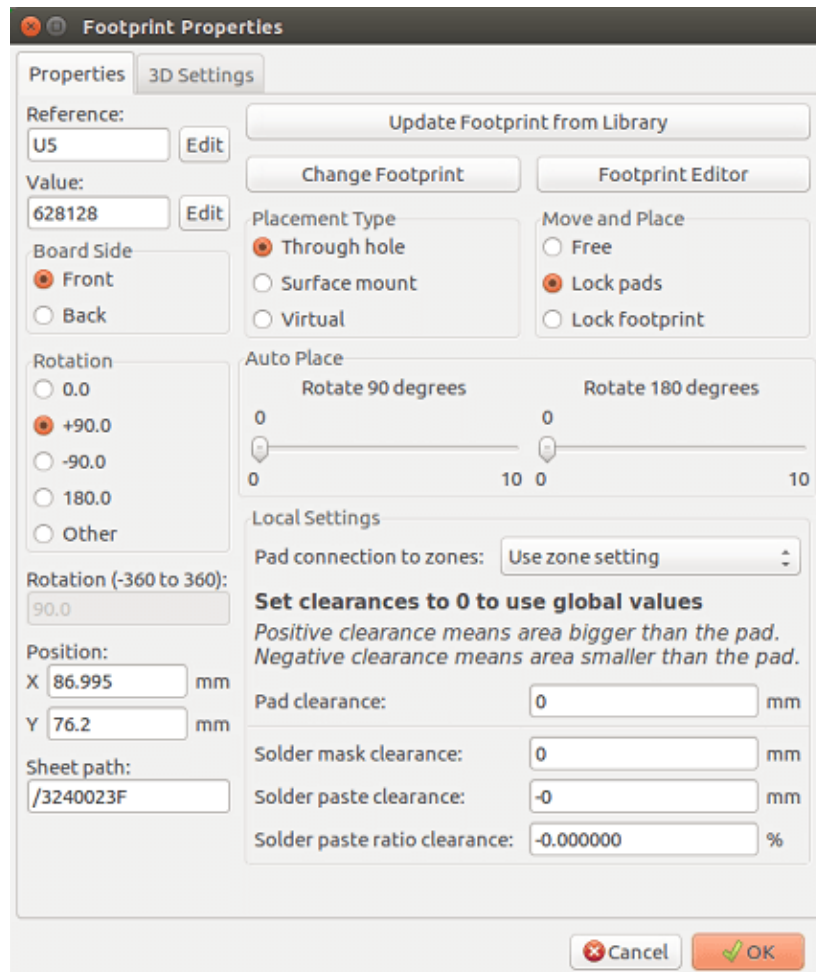 Footprint Properties
Properties 3D Settings
Reference:
U5 Edit
Value:
628128 Edit
Board Side
Front
Back
Rotation
0.0
+90.0
-90.0
180.0
Other
Rotation (-360 to 360):
90.0
Position:
X 86.995 mm
Y 76.2 mm
Sheet path:
/3240023F
Update Footprint from Library
Change Footprint Footprint Editor
Placement Type
Through hole
Surface mount
Virtual
Move and Place
Free
Lock pads
Lock footprint
Auto Place
Rotate 90 degrees
0
0 10
Rotate 180 degrees
0
0 10
Local Settings
Pad connection to zones: Use zone setting
Set clearances to 0 to use global values
Positive clearance means area bigger than the pad.
Negative clearance means area smaller than the pad.
Pad clearance: 0 mm
Solder mask clearance: 0 mm
Solder paste clearance: -0 mm
Solder paste ratio clearance: -0.000000 %
Cancel OK